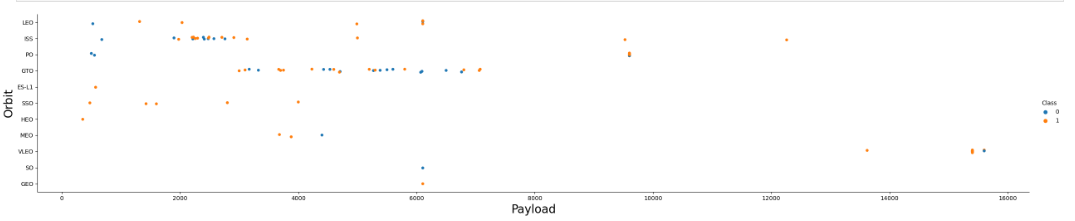 LEO
ISS
PO
GTO
ES-L1
SSO
HEO
MEO
VLEO
SO
GEO
Orbit
0 2000 4000 6000 8000 10000 12000 14000 16000
Payload
Class
0
1